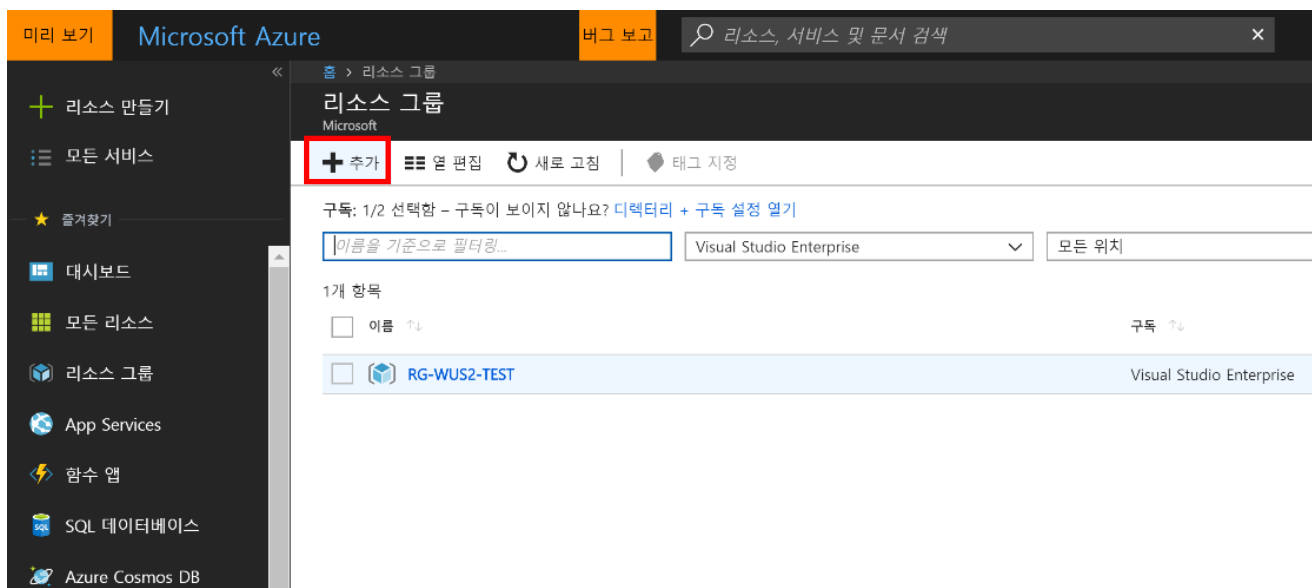 미리 보기 Microsoft Azure 버그 보고 리소스, 서비스 및 문서 검색
홈 > 리소스 그룹
리소스 그룹
Microsoft
리소스 만들기
모든 서비스
즐겨찾기
대시보드
모든 리소스
리소스 그룹
App Services
함수 앱
SQL 데이터베이스
Azure Cosmos DB
추가 열 편집 새로 고침 태그 지정
구독: 1/2 선택함 – 구독이 보이지 않나요? 디렉터리 + 구독 설정 열기
이름을 기준으로 필터링... Visual Studio Enterprise 모든 위치
1개 항목
이름 구독
RG-WUS2-TEST Visual Studio Enterprise